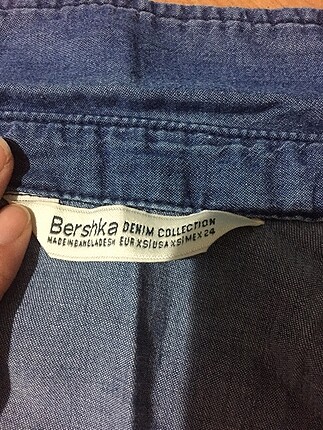 Bershka DENIM COLLECTION
MADE IN BANGLADESH EUR XS|USA XS|MEX 24